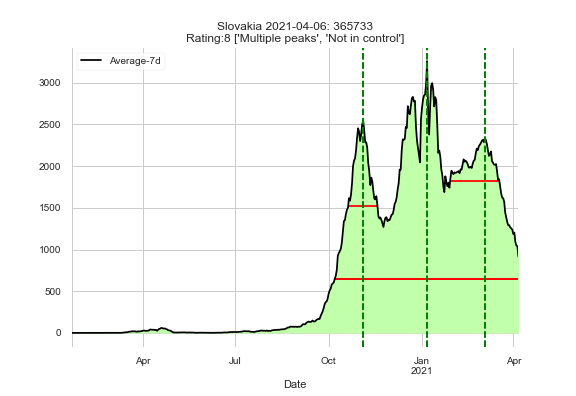 Slovakia 2021-04-06: 365733
Rating:8 ['Multiple peaks', 'Not in control']
Average-7d
3000
2500
2000
1500
1000
500
0
Apr
Jul
Oct
Jan
2021
Apr
Date